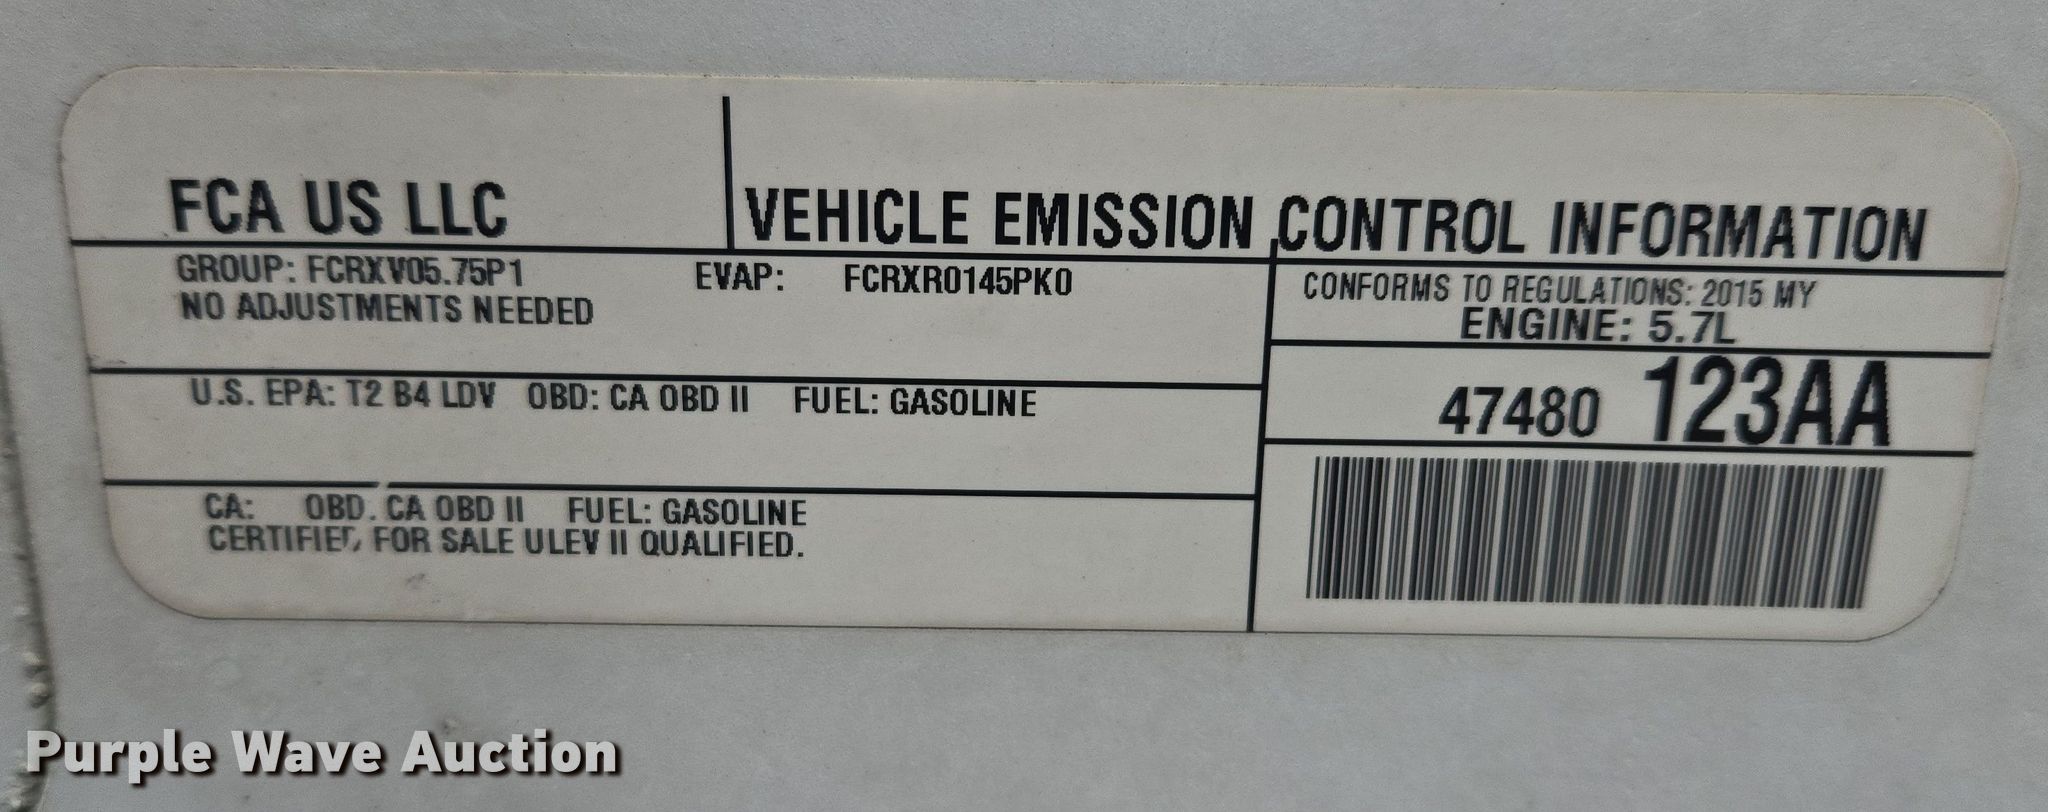 FCA US LLC
VEHICLE EMISSION CONTROL INFORMATION
GROUP: FCRXV05.75P1 EVAP: FCRXR0145PK0
NO ADJUSTMENTS NEEDED
CONFORMS TO REGULATIONS: 2015 MY
ENGINE: 5.7L
U.S. EPA: T2 B4 LDV OBD: CA OBD II FUEL: GASOLINE
47480 123AA
CA: OBD: CA OBD II FUEL: GASOLINE
CERTIFIED FOR SALE ULEV II QUALIFIED.
Purple Wave Auction